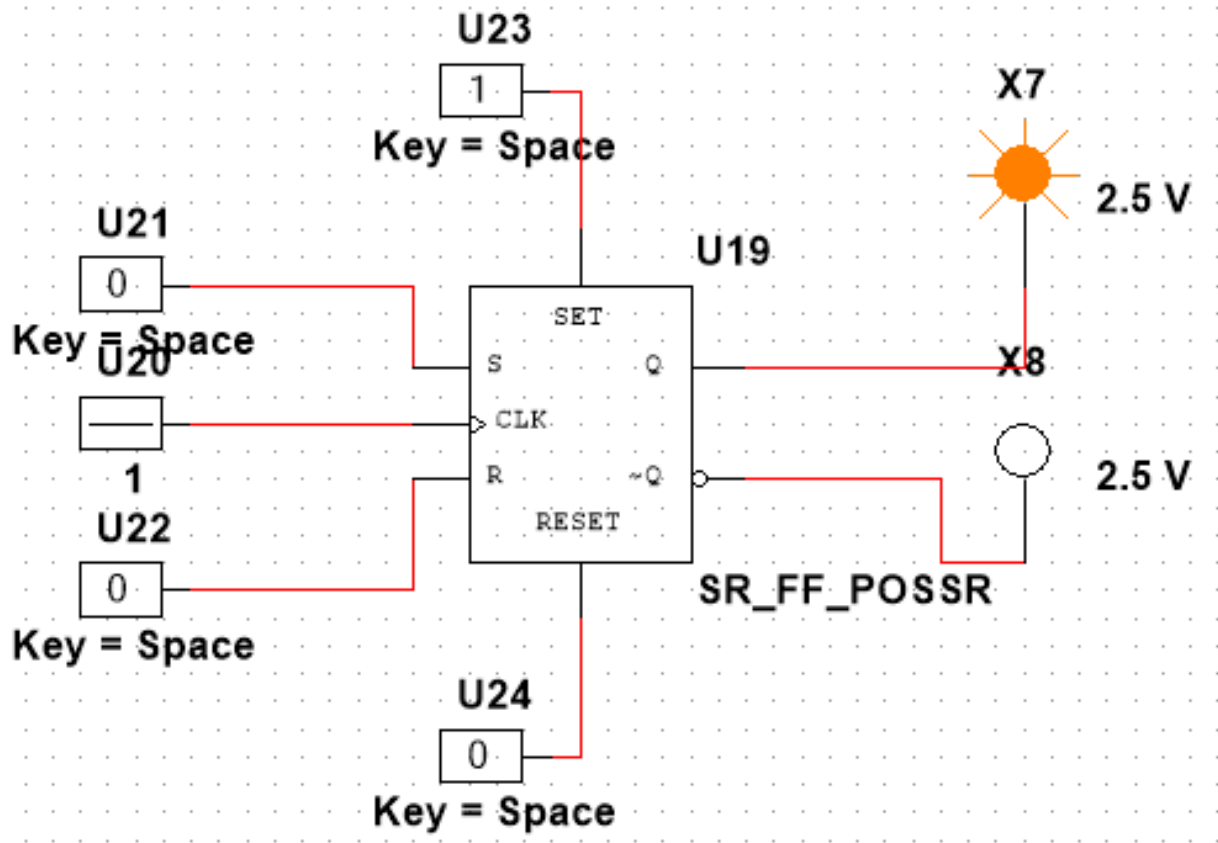 U23
1
Key = Space
X7
2.5 V
U21
0
Key = Space
U20
1
U22
0
Key = Space
U19
SET
S
Q
CLK
R
~Q
RESET
SR_FF_POSSR
X8
2.5 V
U24
0
Key = Space